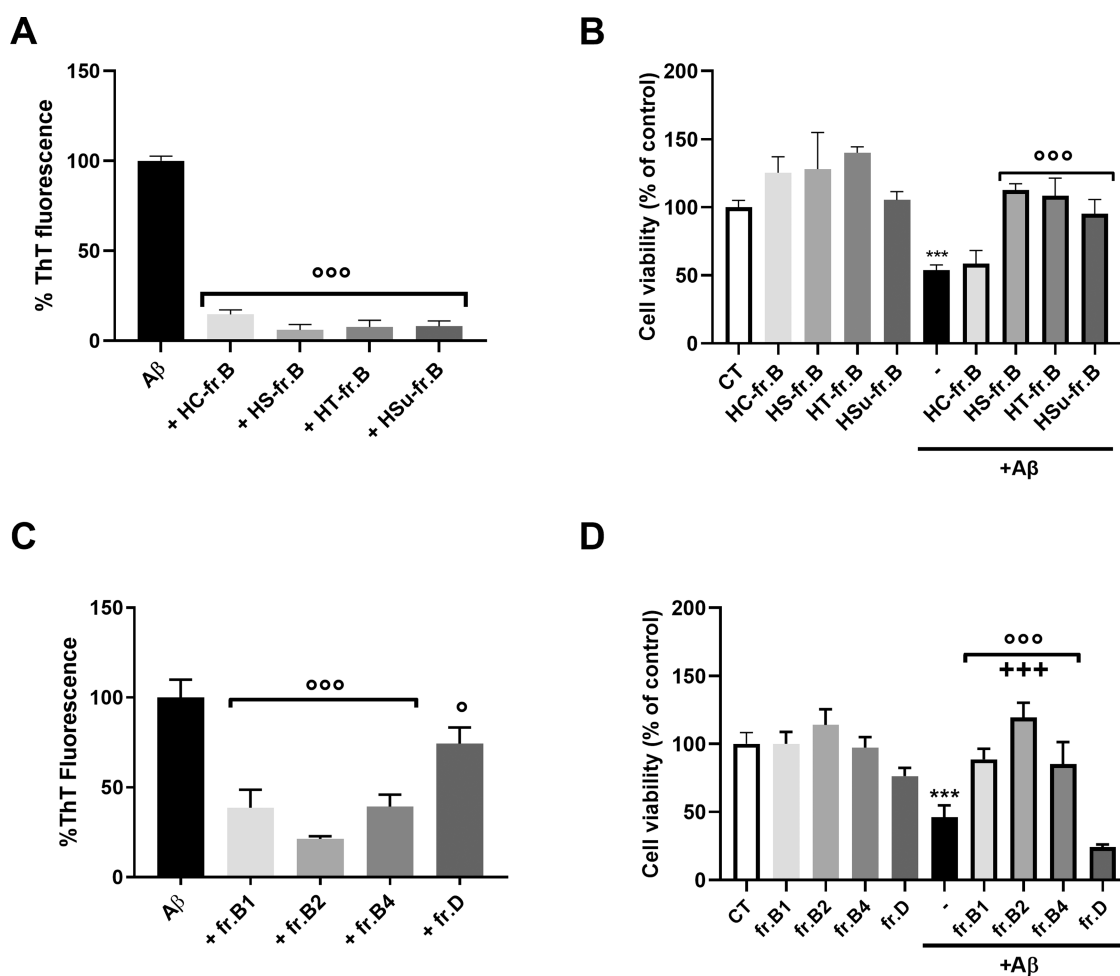 A
% ThT fluorescence
150
100
50
0
°°°
Aβ
+ HC-fr.B
+ HS-fr.B
+ HT-fr.B
+ HSu-fr.B
B
Cell viability (% of control)
200
150
100
50
0
***
°°°
CT
HC-fr.B
HS-fr.B
HT-fr.B
HSu-fr.B
-
HC-fr.B
HS-fr.B
HT-fr.B
HSu-fr.B
+Aβ
C
%ThT Fluorescence
150
100
50
0
°°°
°
Aβ
+ fr.B1
+ fr.B2
+ fr.B4
+ fr.D
D
Cell viability (% of control)
200
150
100
50
0
***
°°°
+++
CT
fr.B1
fr.B2
fr.B4
fr.D
-
fr.B1
fr.B2
fr.B4
fr.D
+Aβ